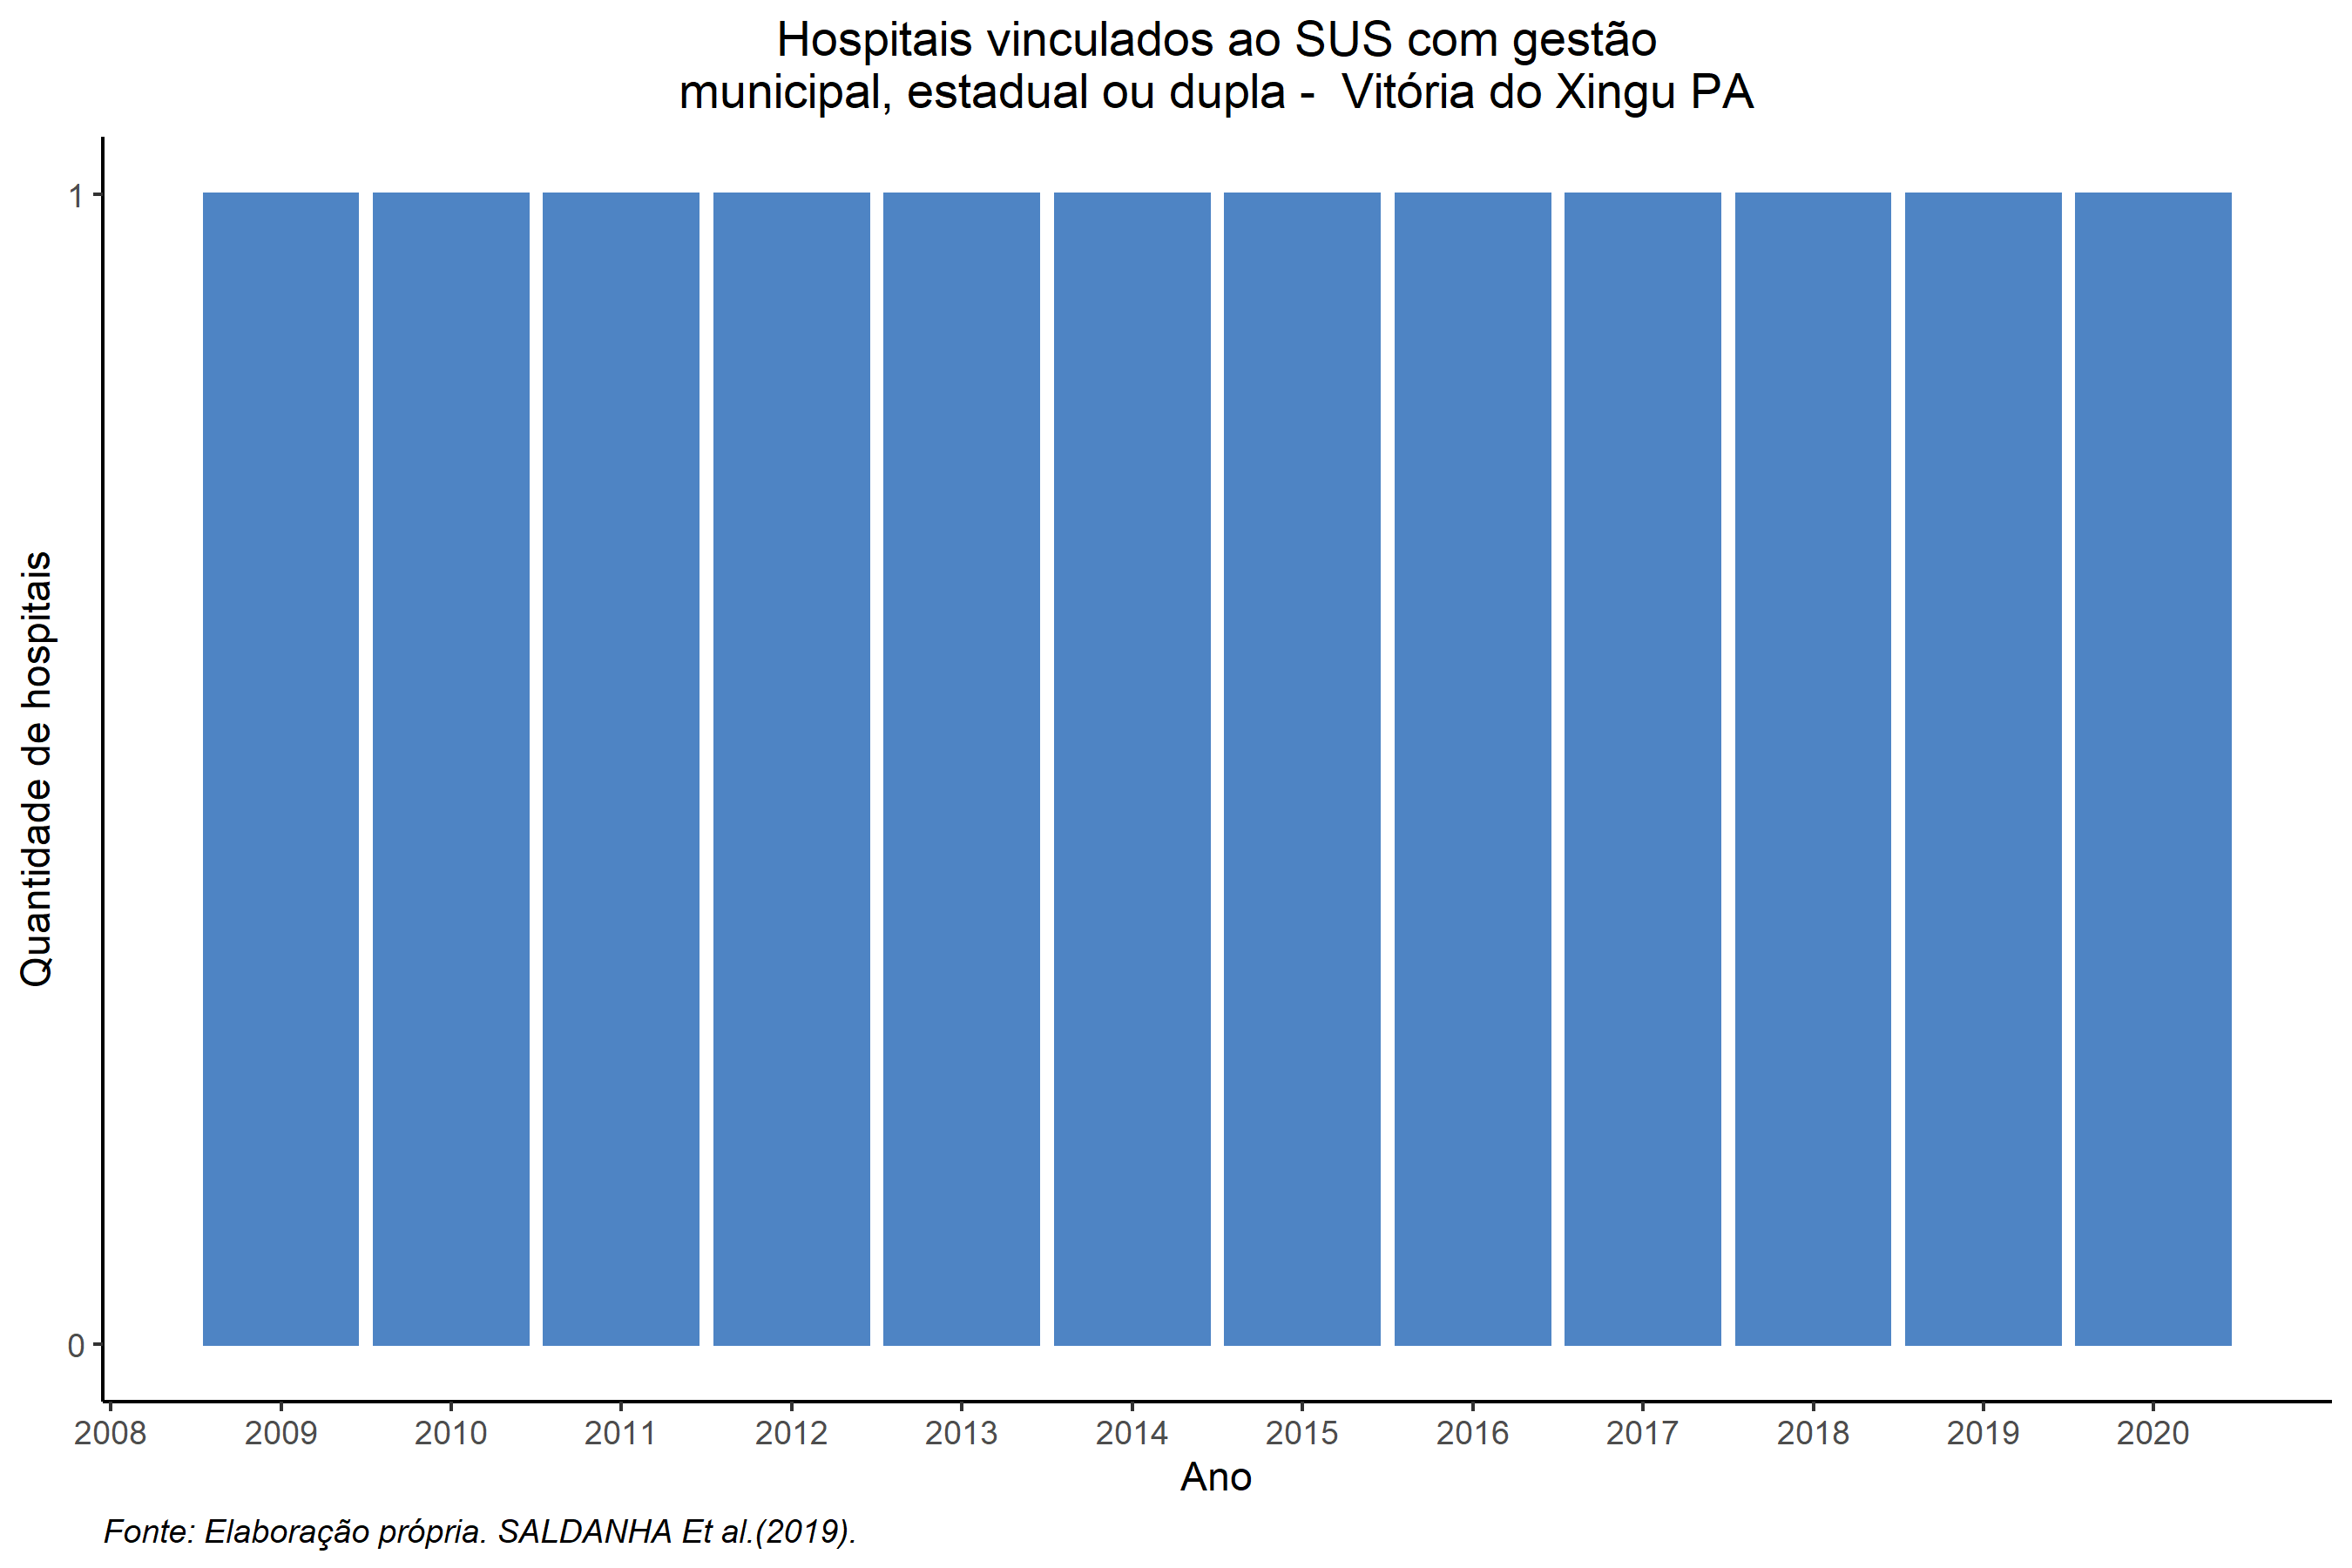 Hospitais vinculados ao SUS com gestão
municipal, estadual ou dupla -  Vitória do Xingu PA
Quantidade de hospitais
1
0
2008 2009 2010 2011 2012 2013 2014 2015 2016 2017 2018 2019 2020
Ano
Fonte: Elaboração própria. SALDANHA Et al.(2019).